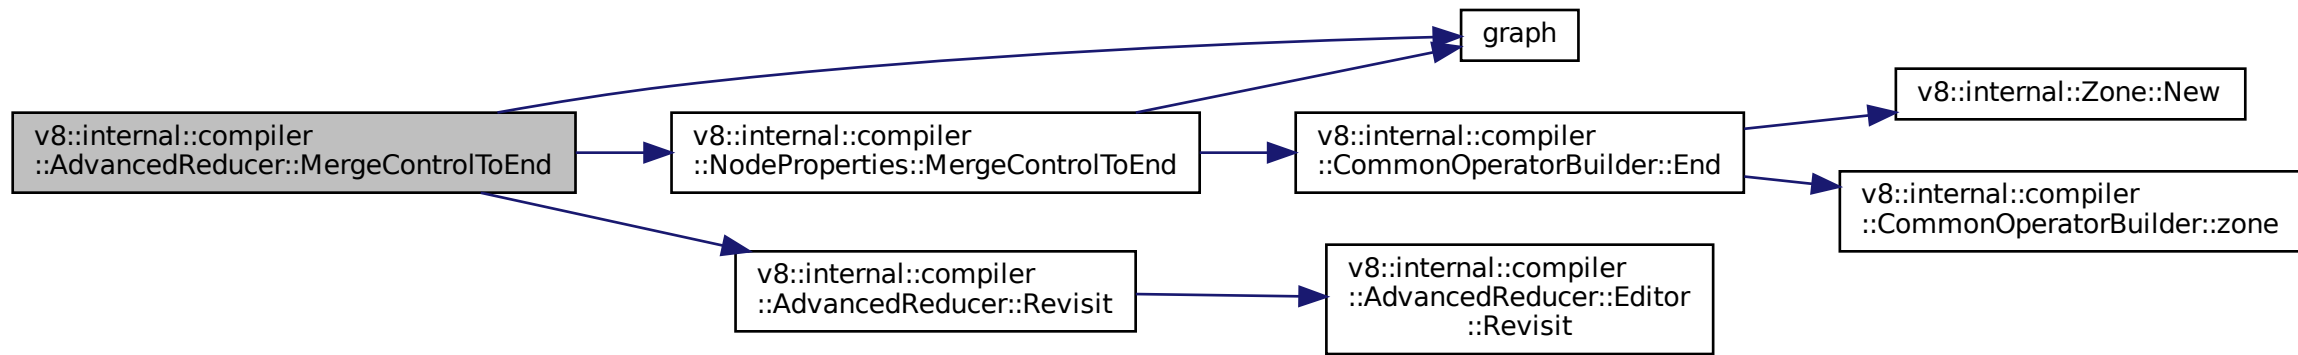 v8::internal::compiler
::AdvancedReducer::MergeControlToEnd
graph
v8::internal::compiler
::NodeProperties::MergeControlToEnd
v8::internal::compiler
::CommonOperatorBuilder::End
v8::internal::Zone::New
v8::internal::compiler
::CommonOperatorBuilder::zone
v8::internal::compiler
::AdvancedReducer::Revisit
v8::internal::compiler
::AdvancedReducer::Editor
::Revisit